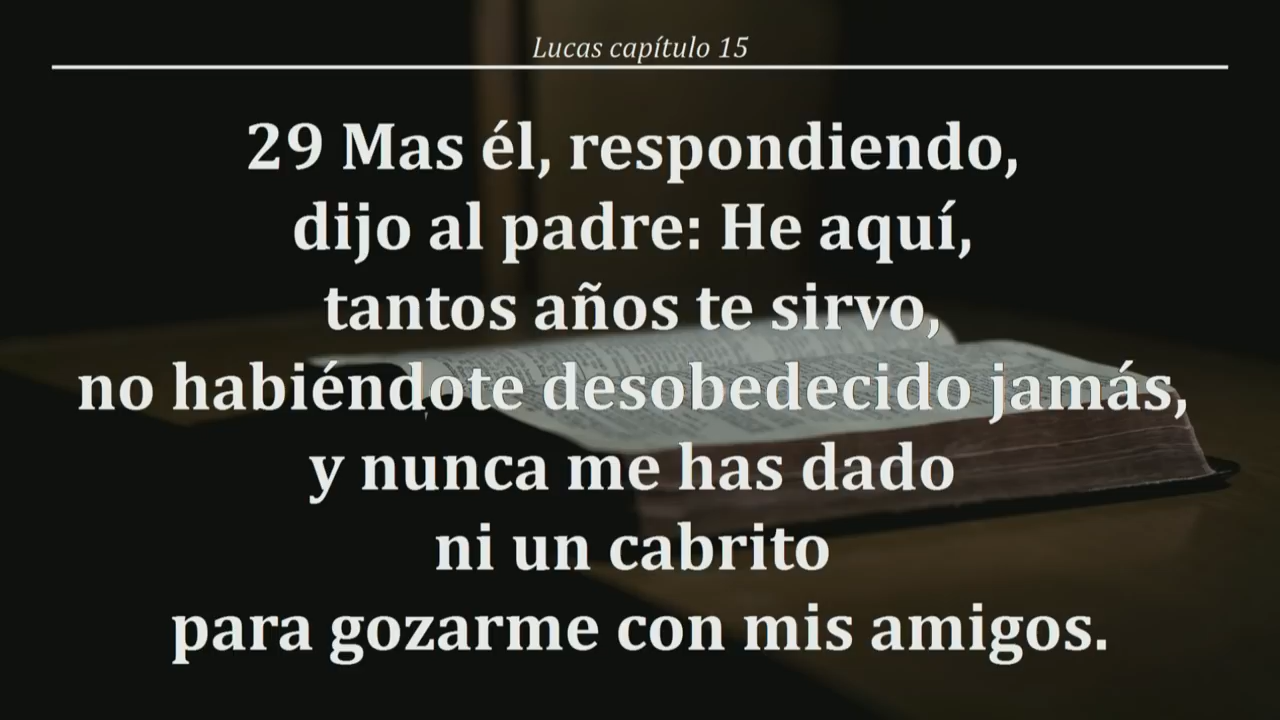 Lucas capítulo 15
29 Mas él, respondiendo,
dijo al padre: He aquí,
tantos años te sirvo,
no habiéndote desobedecido jamás,
y nunca me has dado
ni un cabrito
para gozarme con mis amigos.